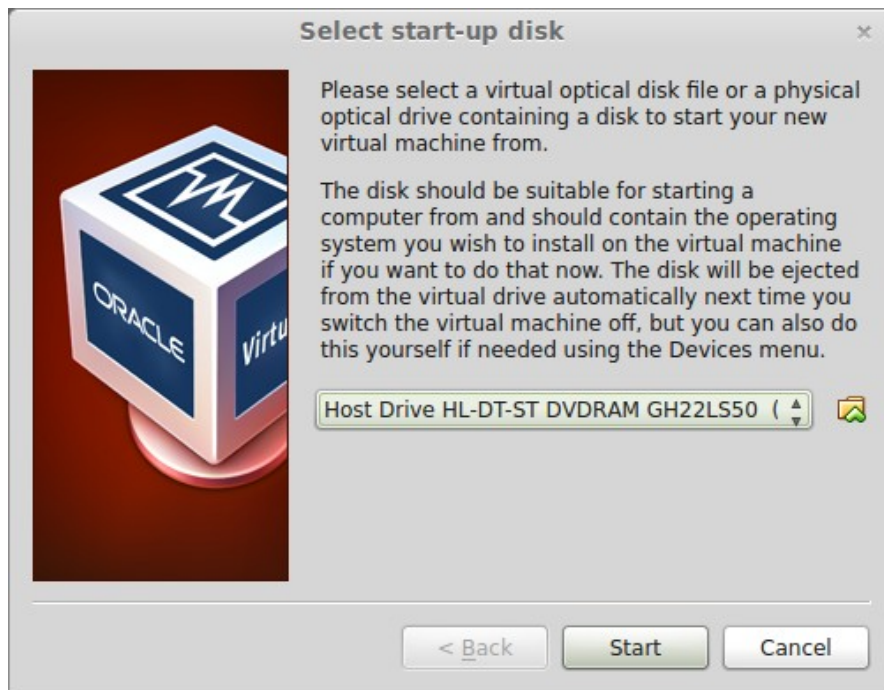 Select start-up disk
Please select a virtual optical disk file or a physical
optical drive containing a disk to start your new
virtual machine from.
The disk should be suitable for starting a
computer from and should contain the operating
system you wish to install on the virtual machine
if you want to do that now. The disk will be ejected
from the virtual drive automatically next time you
switch the virtual machine off, but you can also do
this yourself if needed using the Devices menu.
ORACLE
Virtu
Host Drive HL-DT-ST DVDRAM GH22LS50 (
< Back
Start
Cancel